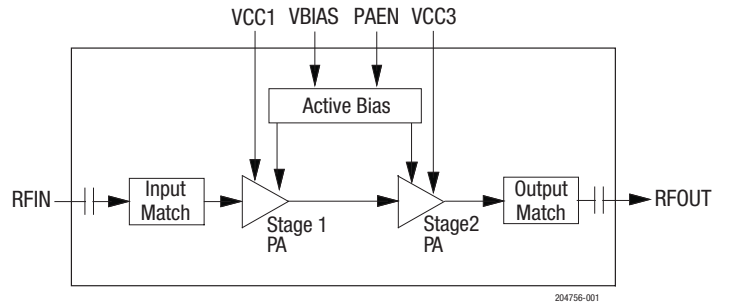 VCC1 VBIAS PAEN VCC3
Active Bias
RFIN
Input
Match
Stage 1
PA
Stage2
PA
Output
Match
RFOUT
204756-001